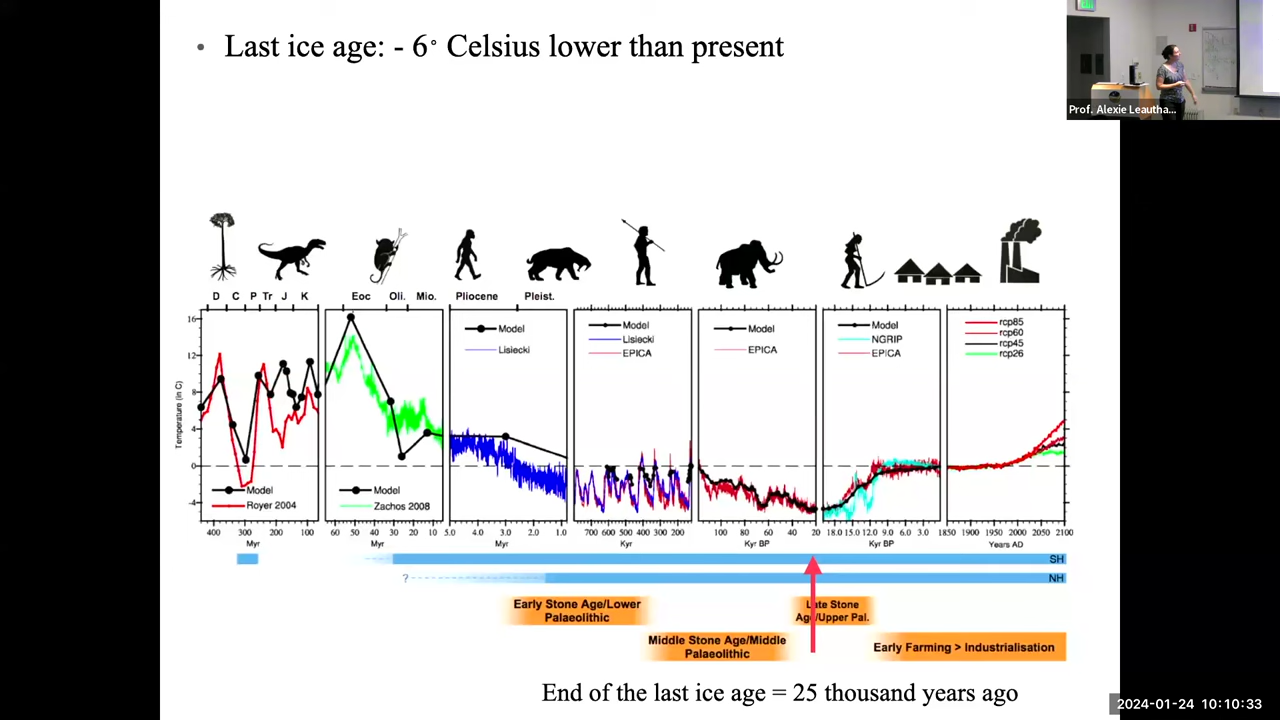 • Last ice age: - 6° Celsius lower than present
Prof. Alexie Leautha...
D C P Tr J K
Eoc Oli. Mio.
Pliocene Pleist.
Temperature (in C)
16
12
8
4
0
-4
Model
Royer 2004
400 300 200 100
Myr
Model
Zachos 2008
60 50 40 30 20 10
Myr
Model
Lisiecki
5.0 4.0 3.0 2.0 1.0
Myr
Model
Lisiecki
EPICA
700 600 500 400 300 200
Kyr
Model
EPICA
100 80 60 40 20
Kyr BP
Model
NGRIP
EPICA
18.0 15.0 12.0 9.0 6.0 3.0
Kyr BP
rcp85
rcp60
rcp45
rcp26
1850 1900 1950 2000 2050 2100
Years AD
SH
? NH
Early Stone Age/Lower
Palaeolithic
Late Stone
Age/Upper Pal.
Middle Stone Age/Middle
Palaeolithic
Early Farming > Industrialisation
End of the last ice age = 25 thousand years ago
2024-01-24 10:10:33